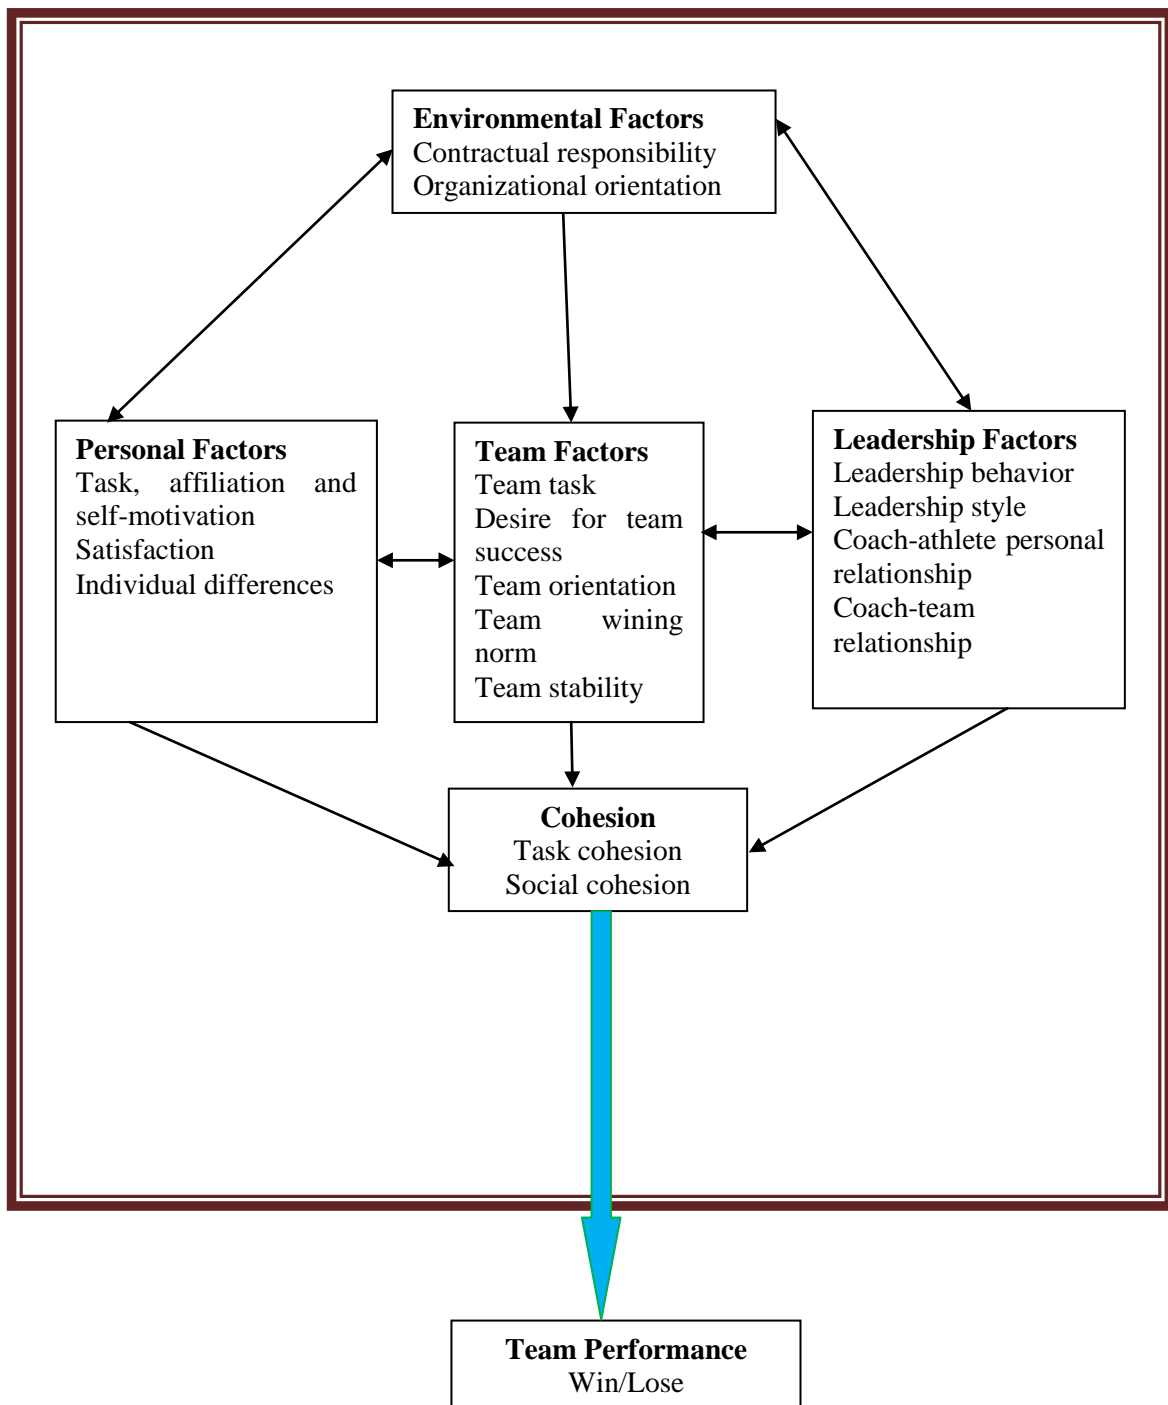 Environmental Factors
Contractual responsibility
Organizational orientation
Personal Factors
Task, affiliation and
self-motivation
Satisfaction
Individual differences
Team Factors
Team task
Desire for team
success
Team orientation
Team wining
norm
Team stability
Leadership Factors
Leadership behavior
Leadership style
Coach-athlete personal
relationship
Coach-team
relationship
Cohesion
Task cohesion
Social cohesion
Team Performance
Win/Lose